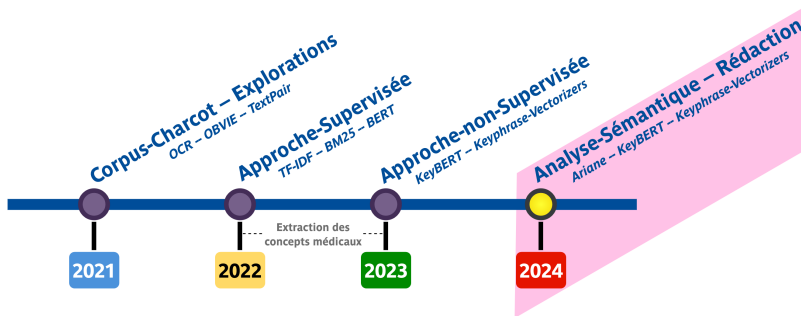 Corpus-Charcot – Explorations
OCR – OBVIE – TextPair
Approche-Supervisée
TF-IDF – BM25 – BERT
Approche-non-Supervisée
KeyBERT – Keyphrase-Vectorizers
Analyse-Sémantique – Rédaction
Ariane – KeyBERT – Keyphrase-Vectorizers
Extraction des
concepts médicaux
2021
2022
2023
2024